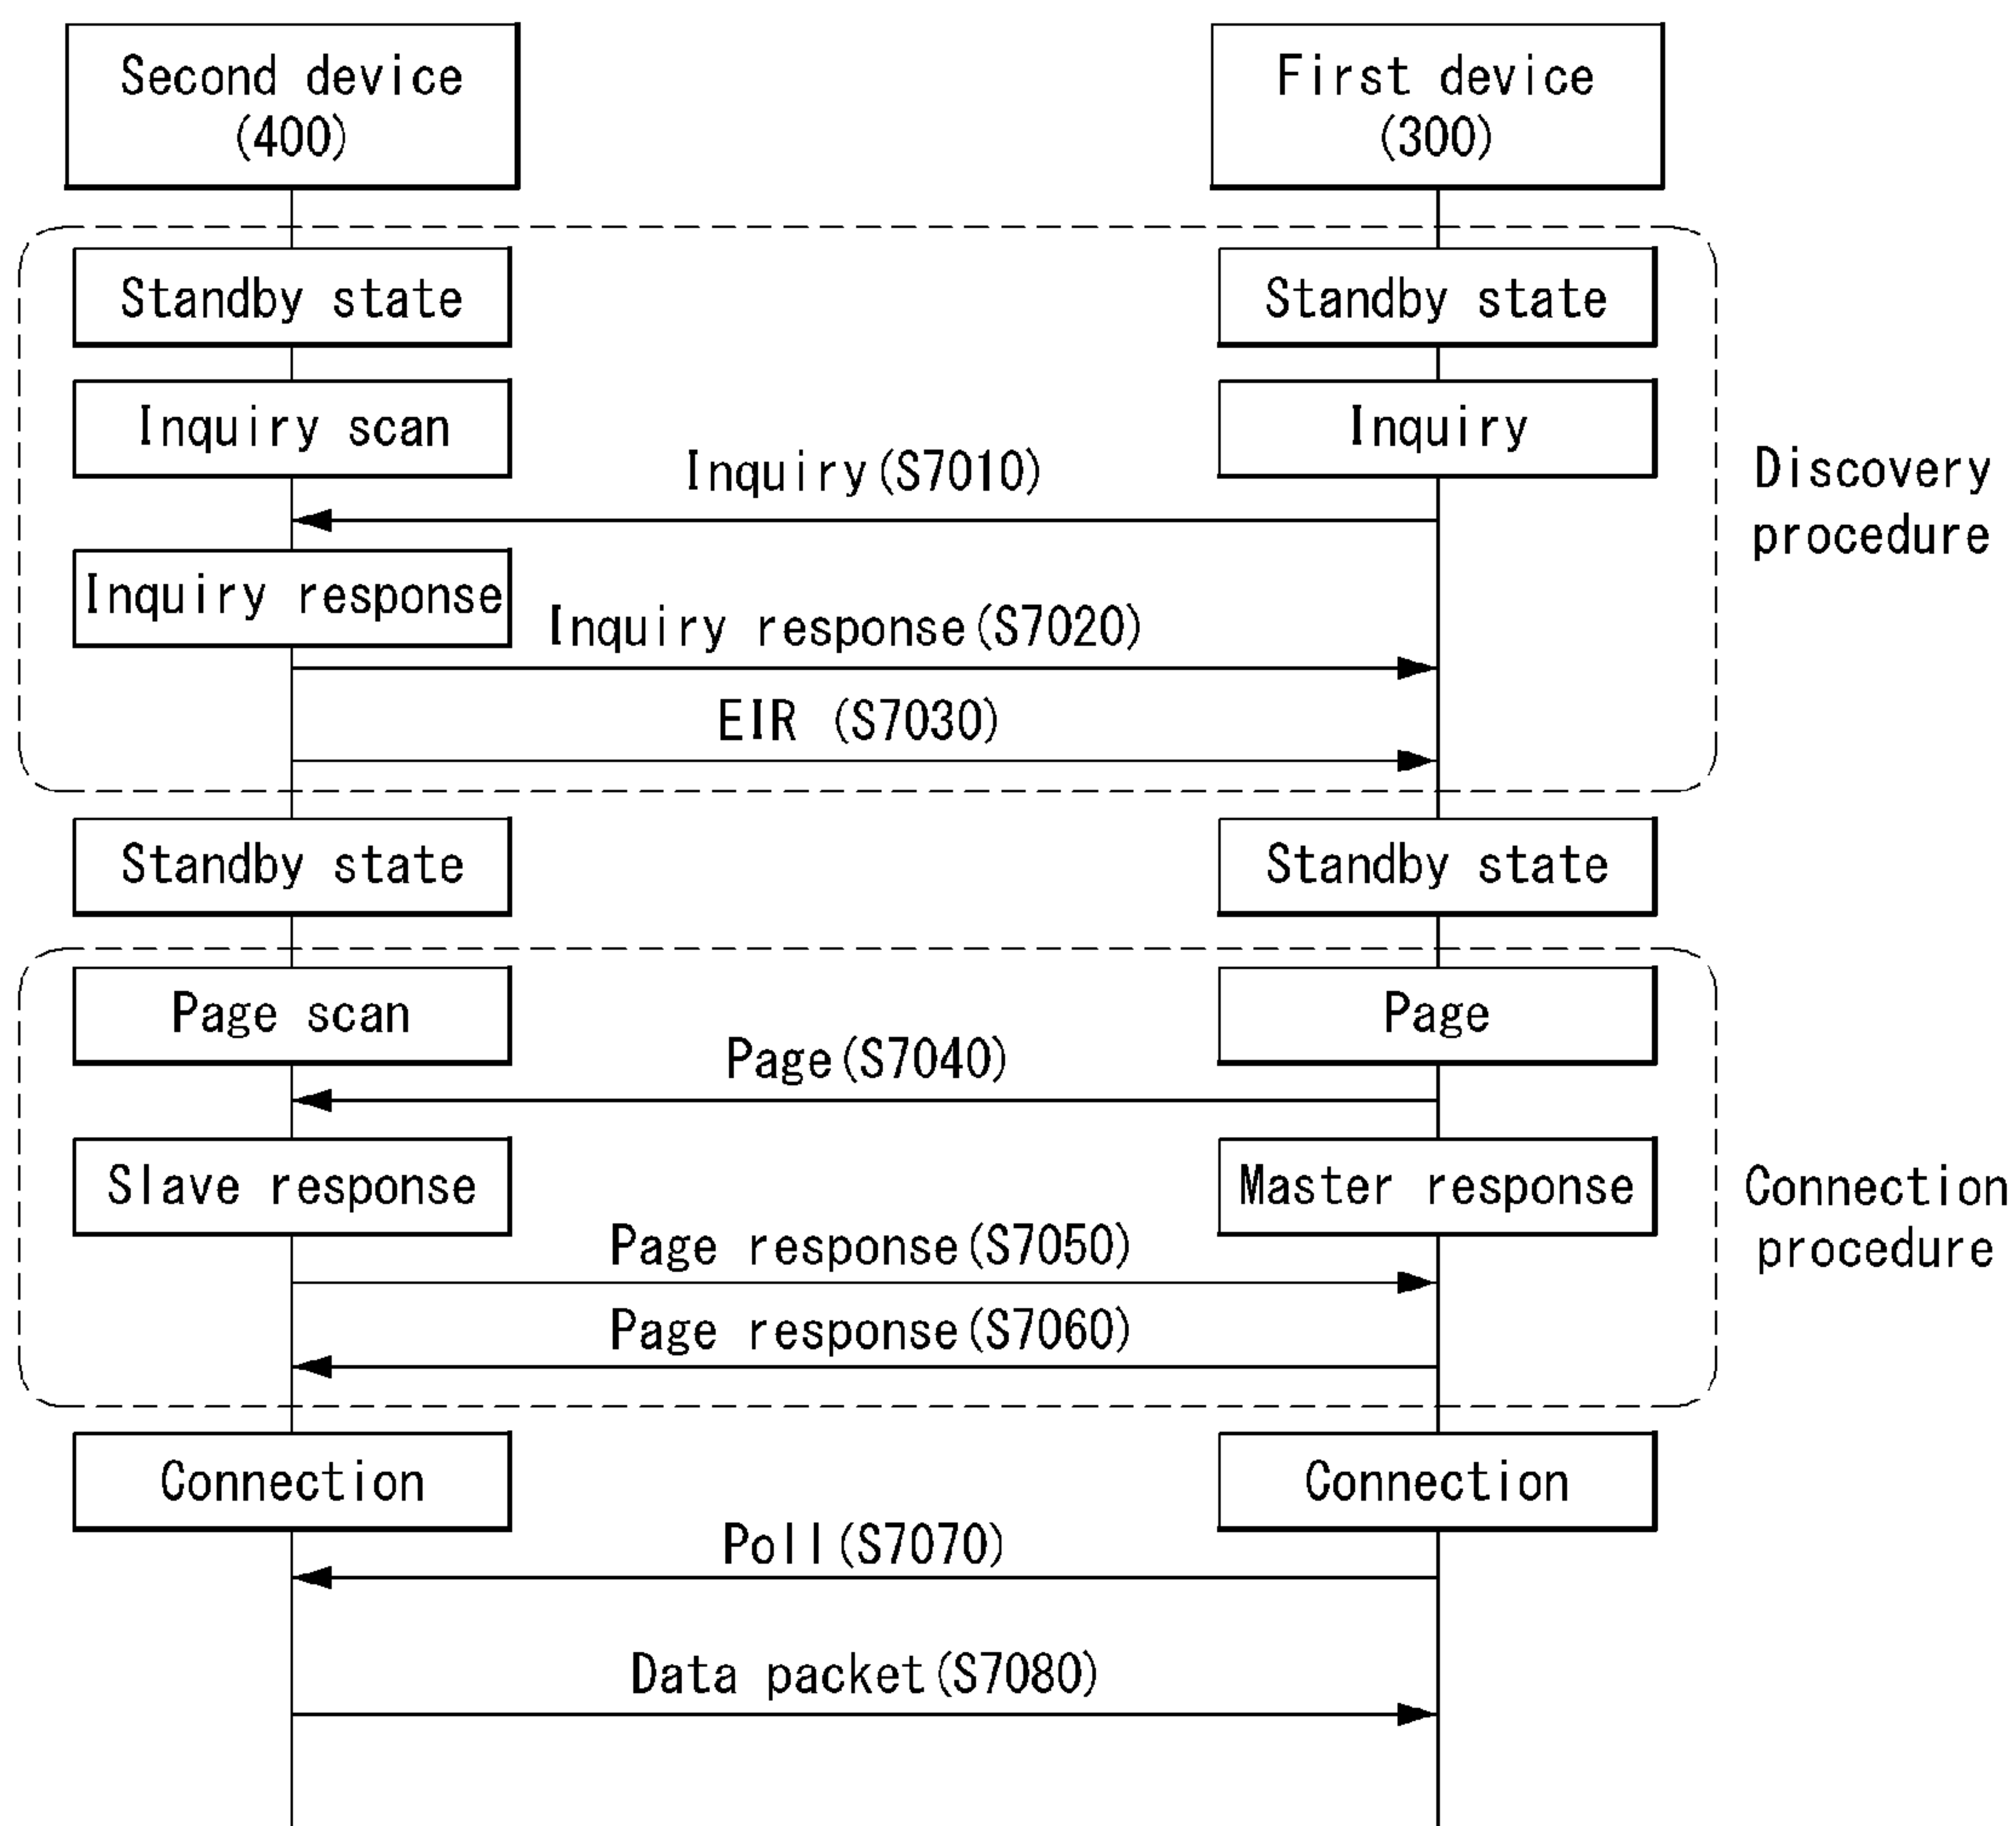 Second device
(400)
First device
(300)
Standby state
Standby state
Inquiry scan
Inquiry
Discovery
procedure
Inquiry(S7010)
Inquiry response
Inquiry response(S7020)
EIR (S7030)
Standby state
Standby state
Page scan
Page
Page(S7040)
Slave response
Master response
Connection
procedure
Page response(S7050)
Page response(S7060)
Connection
Connection
Poll(S7070)
Data packet(S7080)